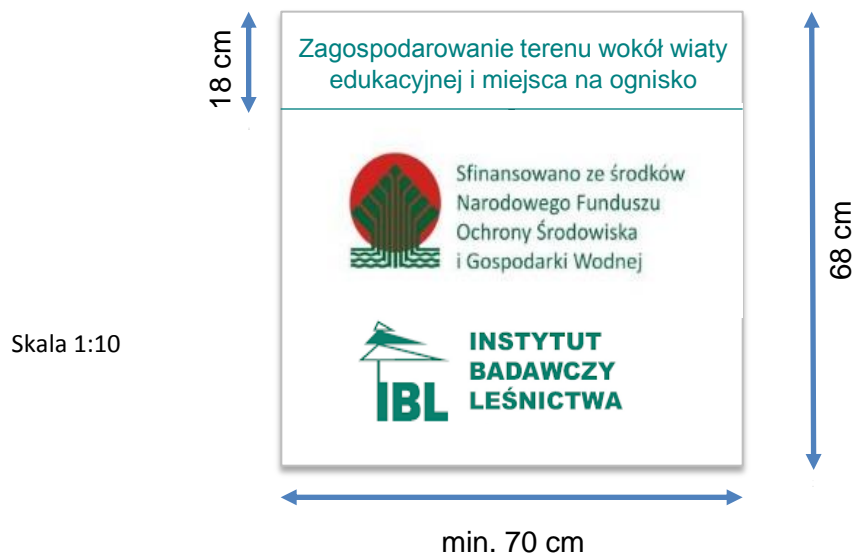 18 cm
Zagospodarowanie terenu wokół wiaty
edukacyjnej i miejsca na ognisko
Sfinansowano ze środków
Narodowego Funduszu
Ochrony Środowiska
i Gospodarki Wodnej
68 cm
Skala 1:10
IBL
INSTYTUT
BADAWCZY
LEŚNICTWA
min. 70 cm